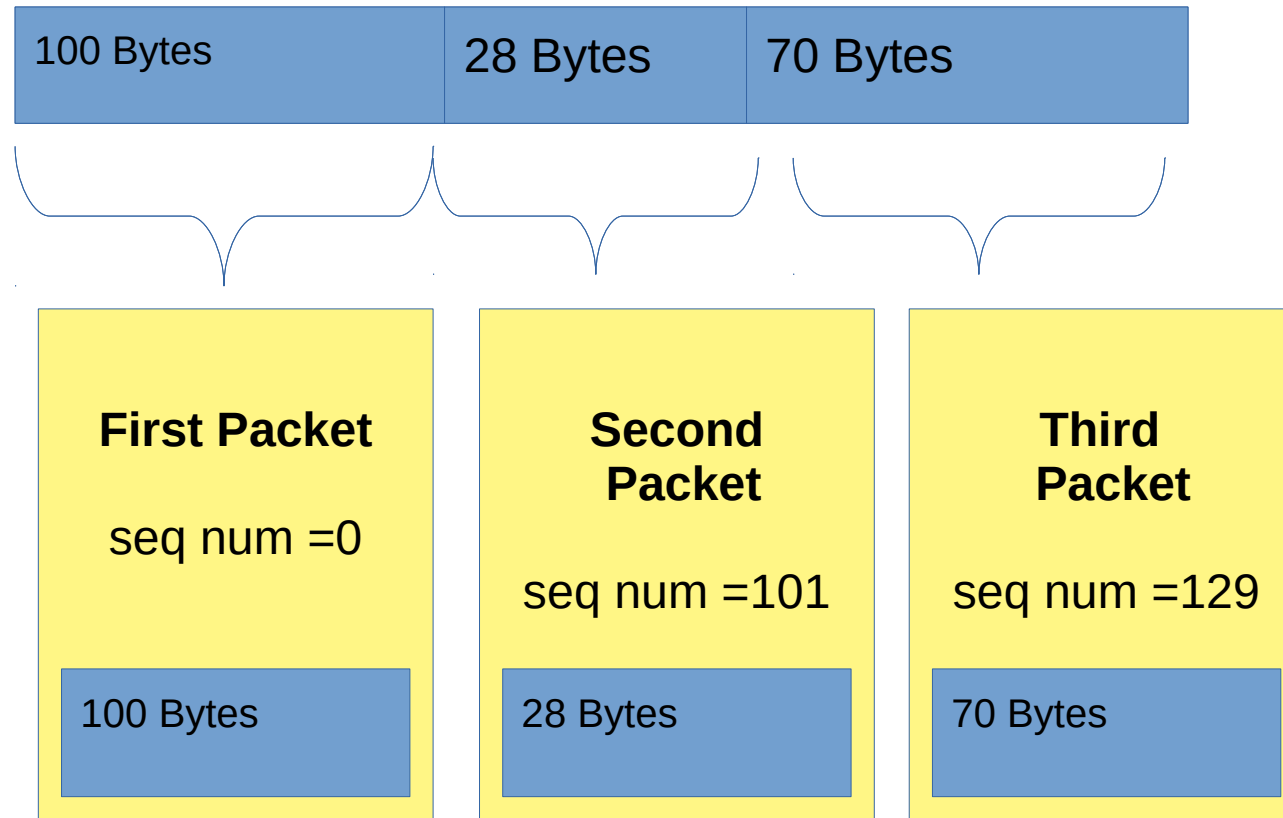 100 Bytes
28 Bytes
70 Bytes
First Packet
seq num =0
100 Bytes
Second
Packet
seq num =101
28 Bytes
Third
Packet
seq num =129
70 Bytes